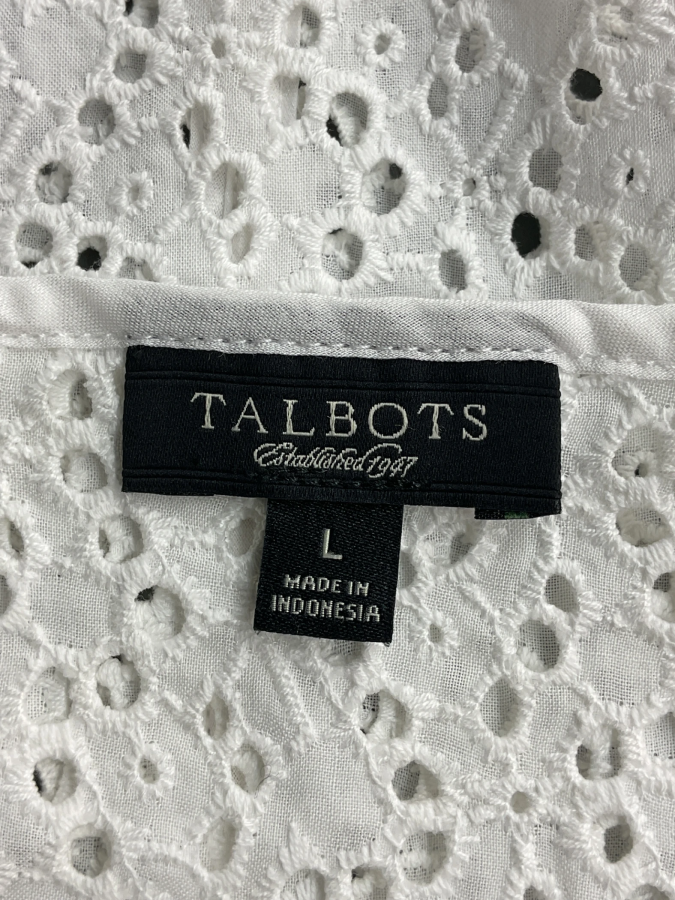 TALBOTS
Established 1947
L
MADE IN
INDONESIA